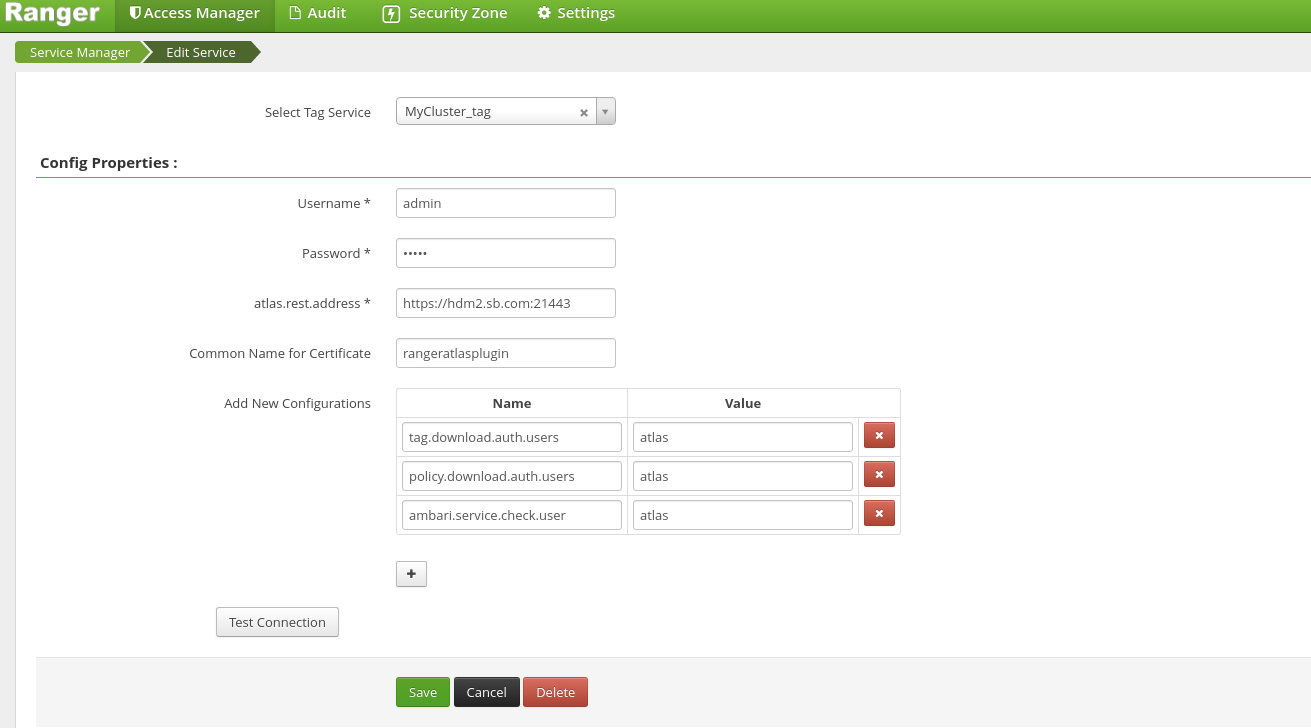 Ranger Access Manager Audit Security Zone Settings
Service Manager Edit Service
Select Tag Service MyCluster_tag
Config Properties :
Username * admin
Password * •••••
atlas.rest.address * https://hdm2.sb.com:21443
Common Name for Certificate rangeratlasplugin
Add New Configurations Name Value
tag.download.auth.users atlas
policy.download.auth.users atlas
ambari.service.check.user atlas
Test Connection
Save Cancel Delete